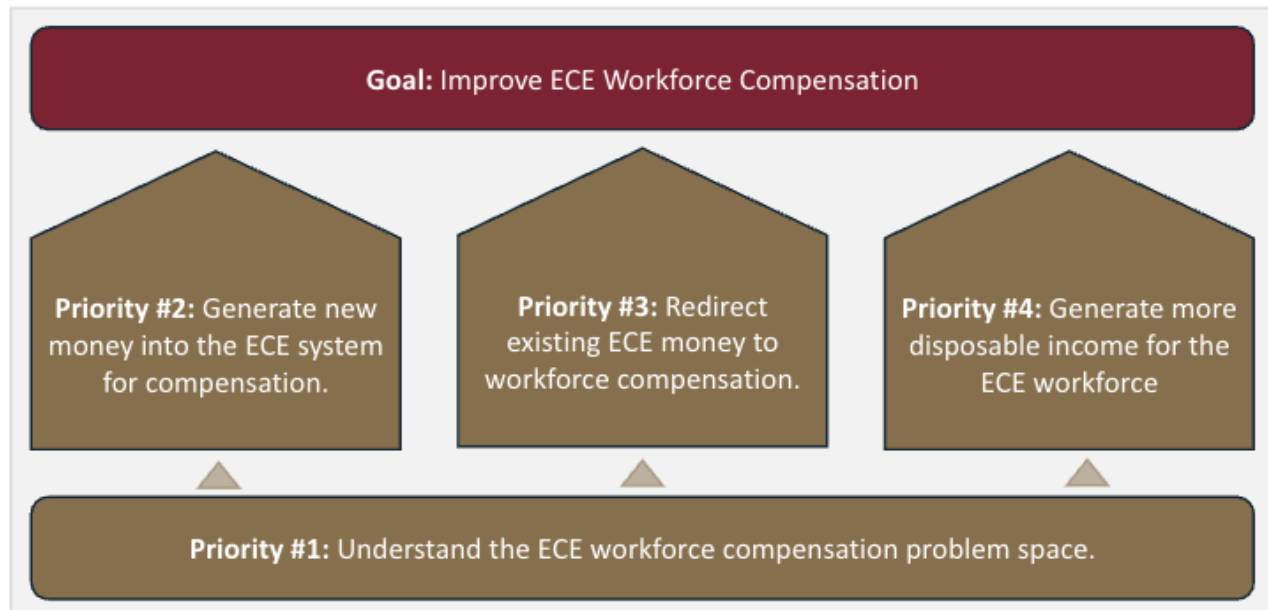 Goal: Improve ECE Workforce Compensation
Priority #2: Generate new
money into the ECE system
for compensation.
Priority #3: Redirect
existing ECE money to
workforce compensation.
Priority #4: Generate more
disposable income for the
ECE workforce
Priority #1: Understand the ECE workforce compensation problem space.